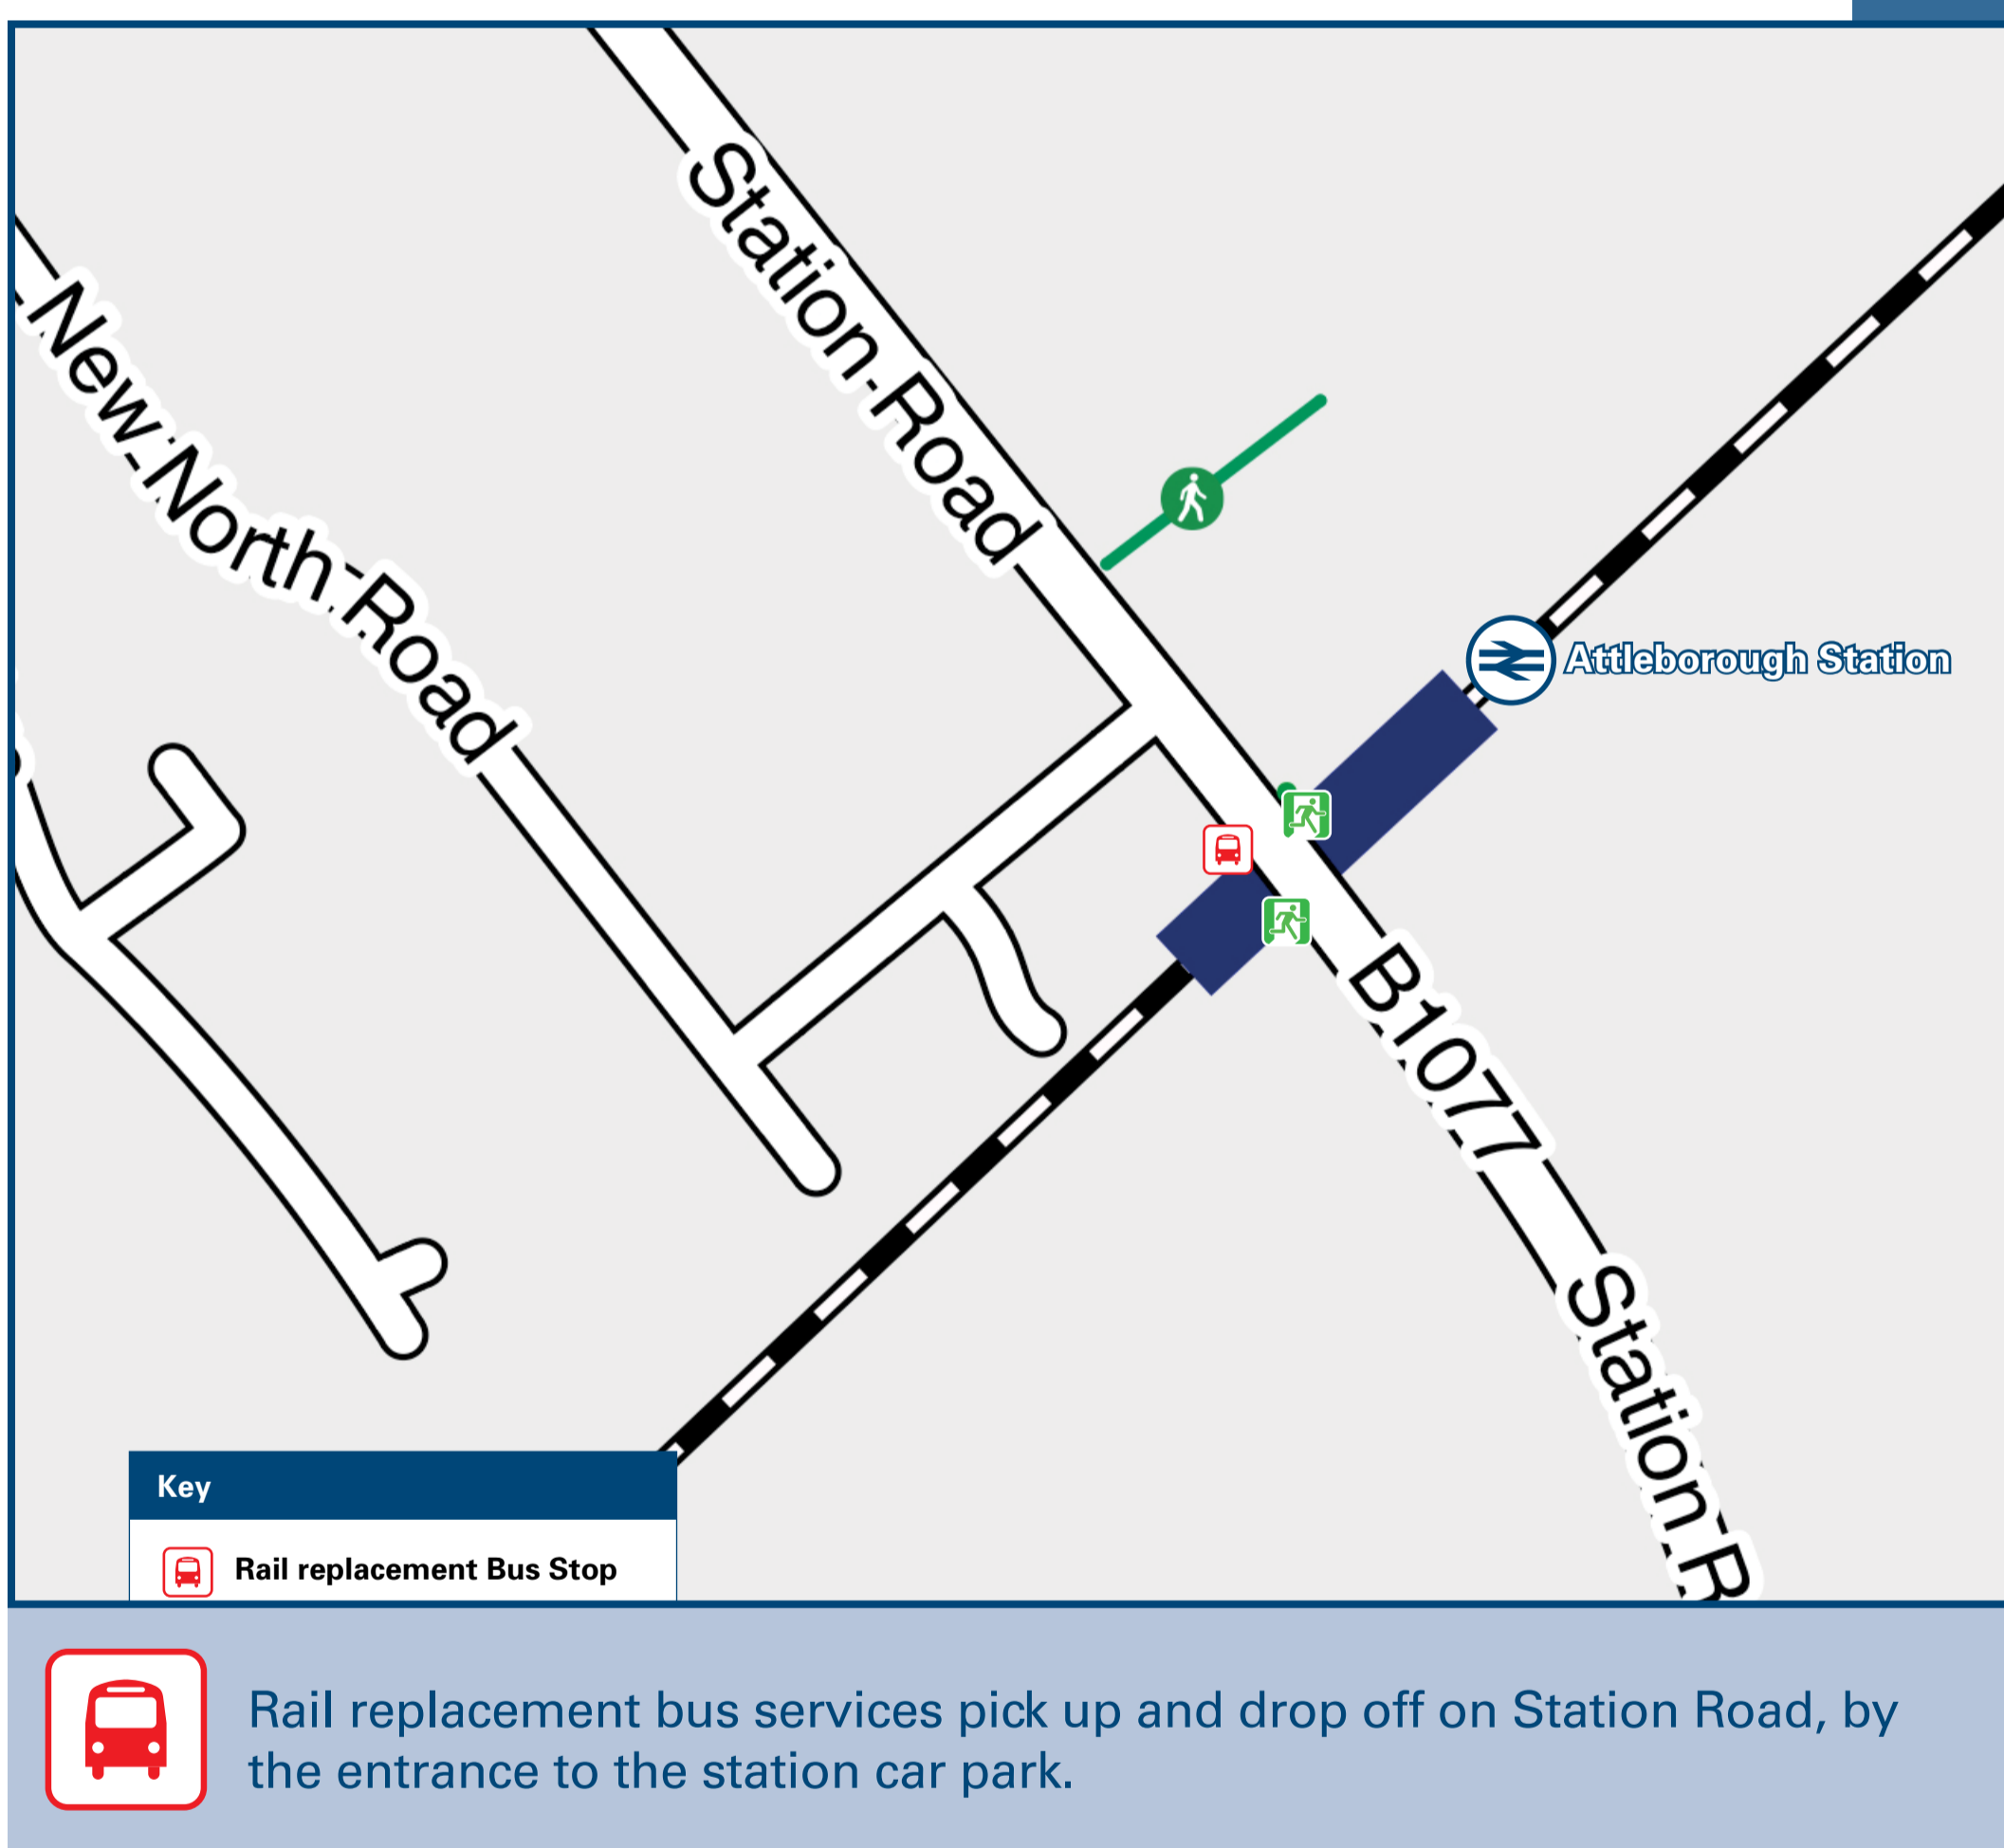 Station Road
New North Road
Attleborough Station
B1077
Station R
Key
Rail replacement Bus Stop
Rail replacement bus services pick up and drop off on Station Road, by
the entrance to the station car park.